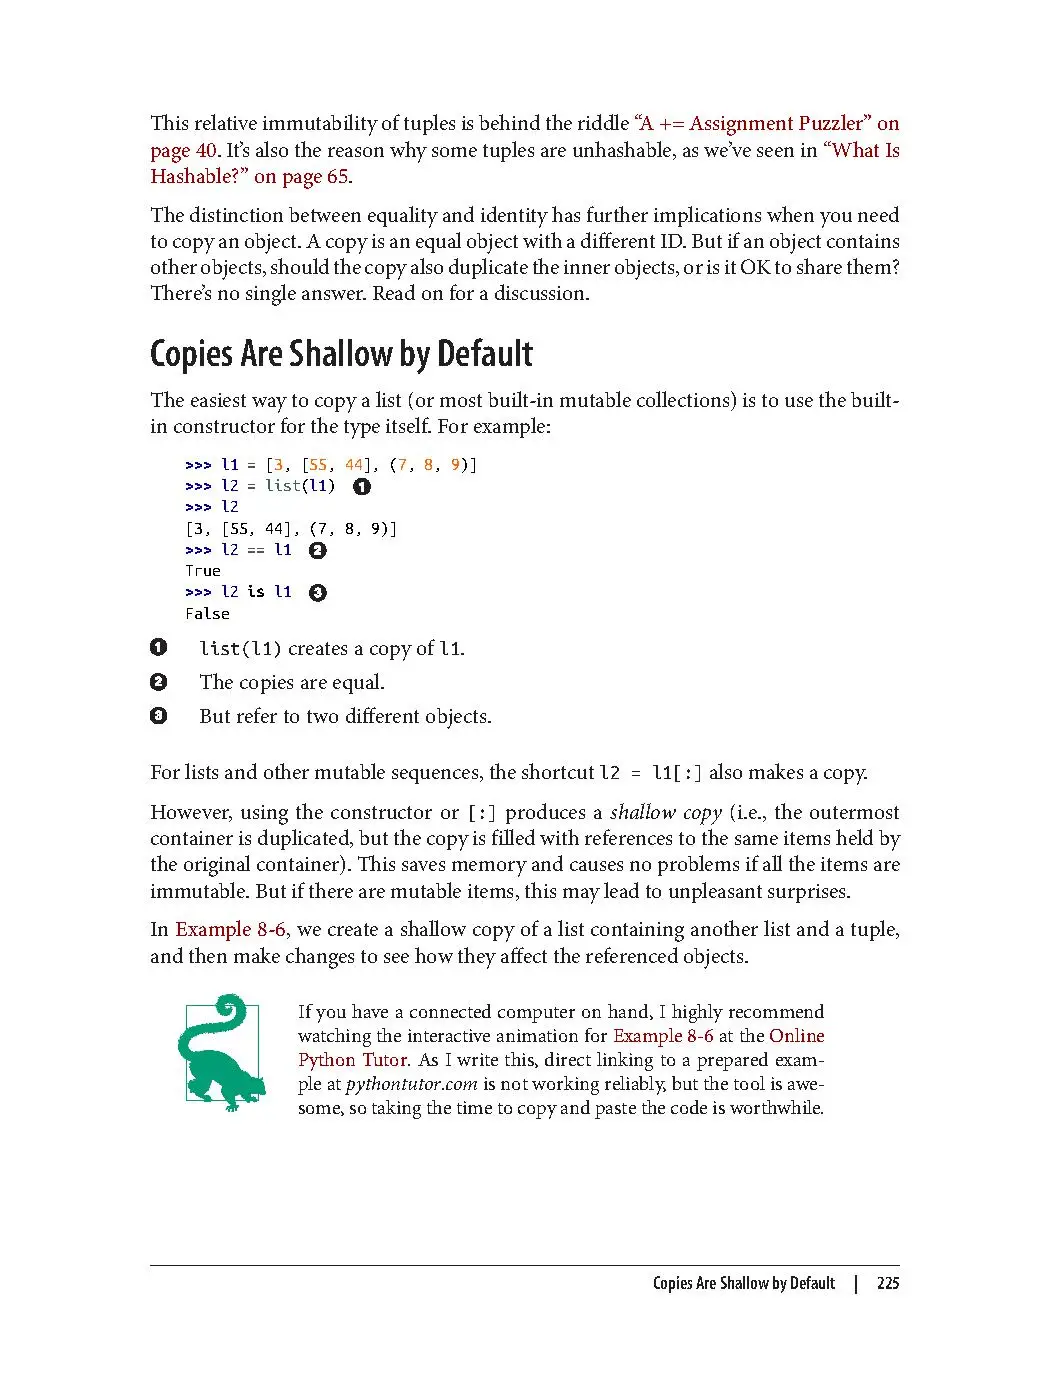 This relative immutability of tuples is behind the riddle “A += Assignment Puzzler” on
page 40. It’s also the reason why some tuples are unhashable, as we’ve seen in “What Is
Hashable?” on page 65.
The distinction between equality and identity has further implications when you need
to copy an object. A copy is an equal object with a different ID. But if an object contains
other objects, should the copy also duplicate the inner objects, or is it OK to share them?
There’s no single answer. Read on for a discussion.
Copies Are Shallow by Default
The easiest way to copy a list (or most built-in mutable collections) is to use the built-
in constructor for the type itself. For example:
>>> l1 = [3, [55, 44], (7, 8, 9)]
>>> l2 = list(l1) 1
>>> l2
[3, [55, 44], (7, 8, 9)]
>>> l2 == l1 2
True
>>> l2 is l1 3
False
1 list(l1) creates a copy of l1.
2 The copies are equal.
3 But refer to two different objects.
For lists and other mutable sequences, the shortcut l2 = l1[:] also makes a copy.
However, using the constructor or [:] produces a shallow copy (i.e., the outermost
container is duplicated, but the copy is filled with references to the same items held by
the original container). This saves memory and causes no problems if all the items are
immutable. But if there are mutable items, this may lead to unpleasant surprises.
In Example 8-6, we create a shallow copy of a list containing another list and a tuple,
and then make changes to see how they affect the referenced objects.
If you have a connected computer on hand, I highly recommend
watching the interactive animation for Example 8-6 at the Online
Python Tutor. As I write this, direct linking to a prepared exam-
ple at pythontutor.com is not working reliably, but the tool is awe-
some, so taking the time to copy and paste the code is worthwhile.
Copies Are Shallow by Default | 225